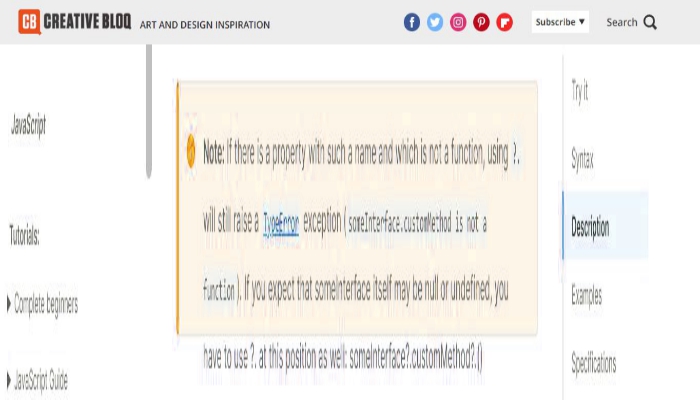 CB CREATIVE BLOQ ART AND DESIGN INSPIRATION
Subscribe ▼
Search
JavaScript
Tutorials:
▶ Complete beginners
▶ JavaScript Guide
Note: If there is a property with such a name and which is not a function, using ?.
will still raise a TypeError exception (someInterface.customMethod is not a
function). If you expect that someInterface itself may be null or undefined, you
have to use ?. at this position as well: someInterface?.customMethod?.()
Try it
Syntax
Description
Examples
Specifications